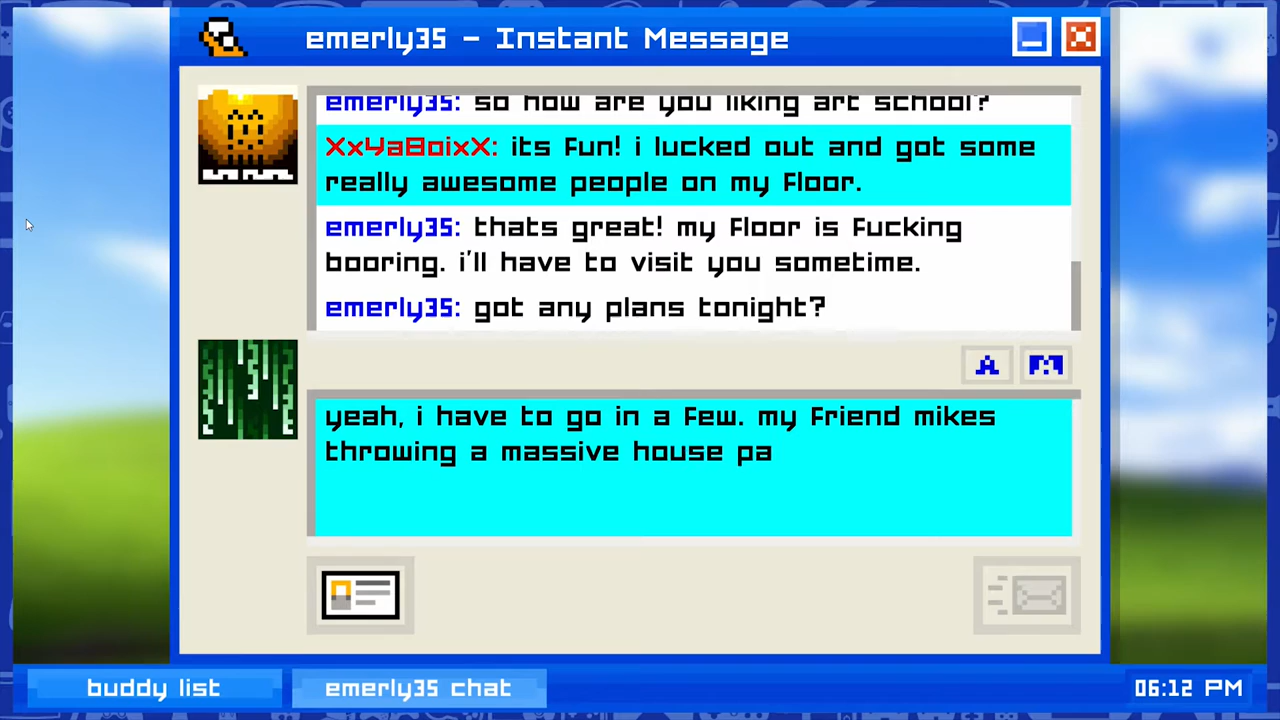 emerly35 - Instant Message
emerly35: so how are you liking art school?
Xx4a8oixX: its fun! i lucked out and got some
really awesome people on my floor.
emerly35: thats great! my floor is fucking
booring. i'll have to visit you sometime.
emerly35: got any plans tonight?
A
yeah, i have to go in a few. my friend mikes
throwing a massive house pa
buddy list
emerly35 chat
06:12 PM